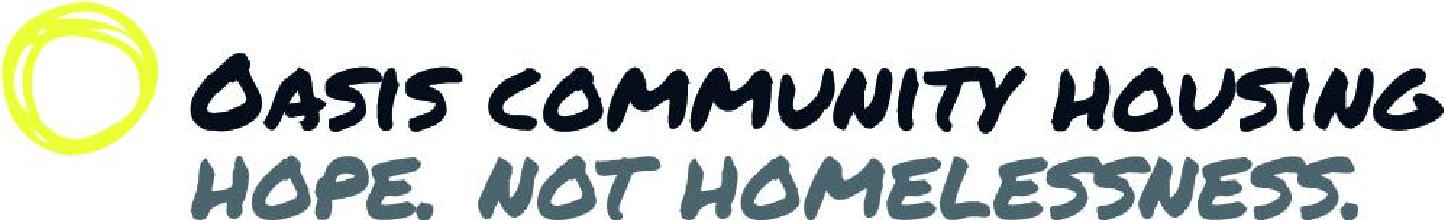 Oasis community housing
HOPE. NOT HOMELESSNESS.